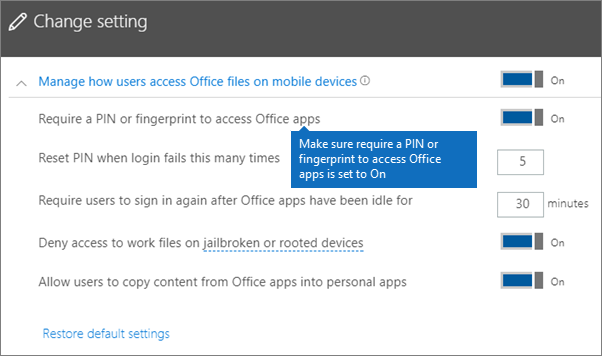 Change setting
Manage how users access Office files on mobile devices On
Require a PIN or fingerprint to access Office apps On
Make sure require a PIN or
fingerprint to access Office
apps is set to On
Reset PIN when login fails this many times 5
Require users to sign in again after Office apps have been idle for 30 minutes
Deny access to work files on jailbroken or rooted devices On
Allow users to copy content from Office apps into personal apps On
Restore default settings